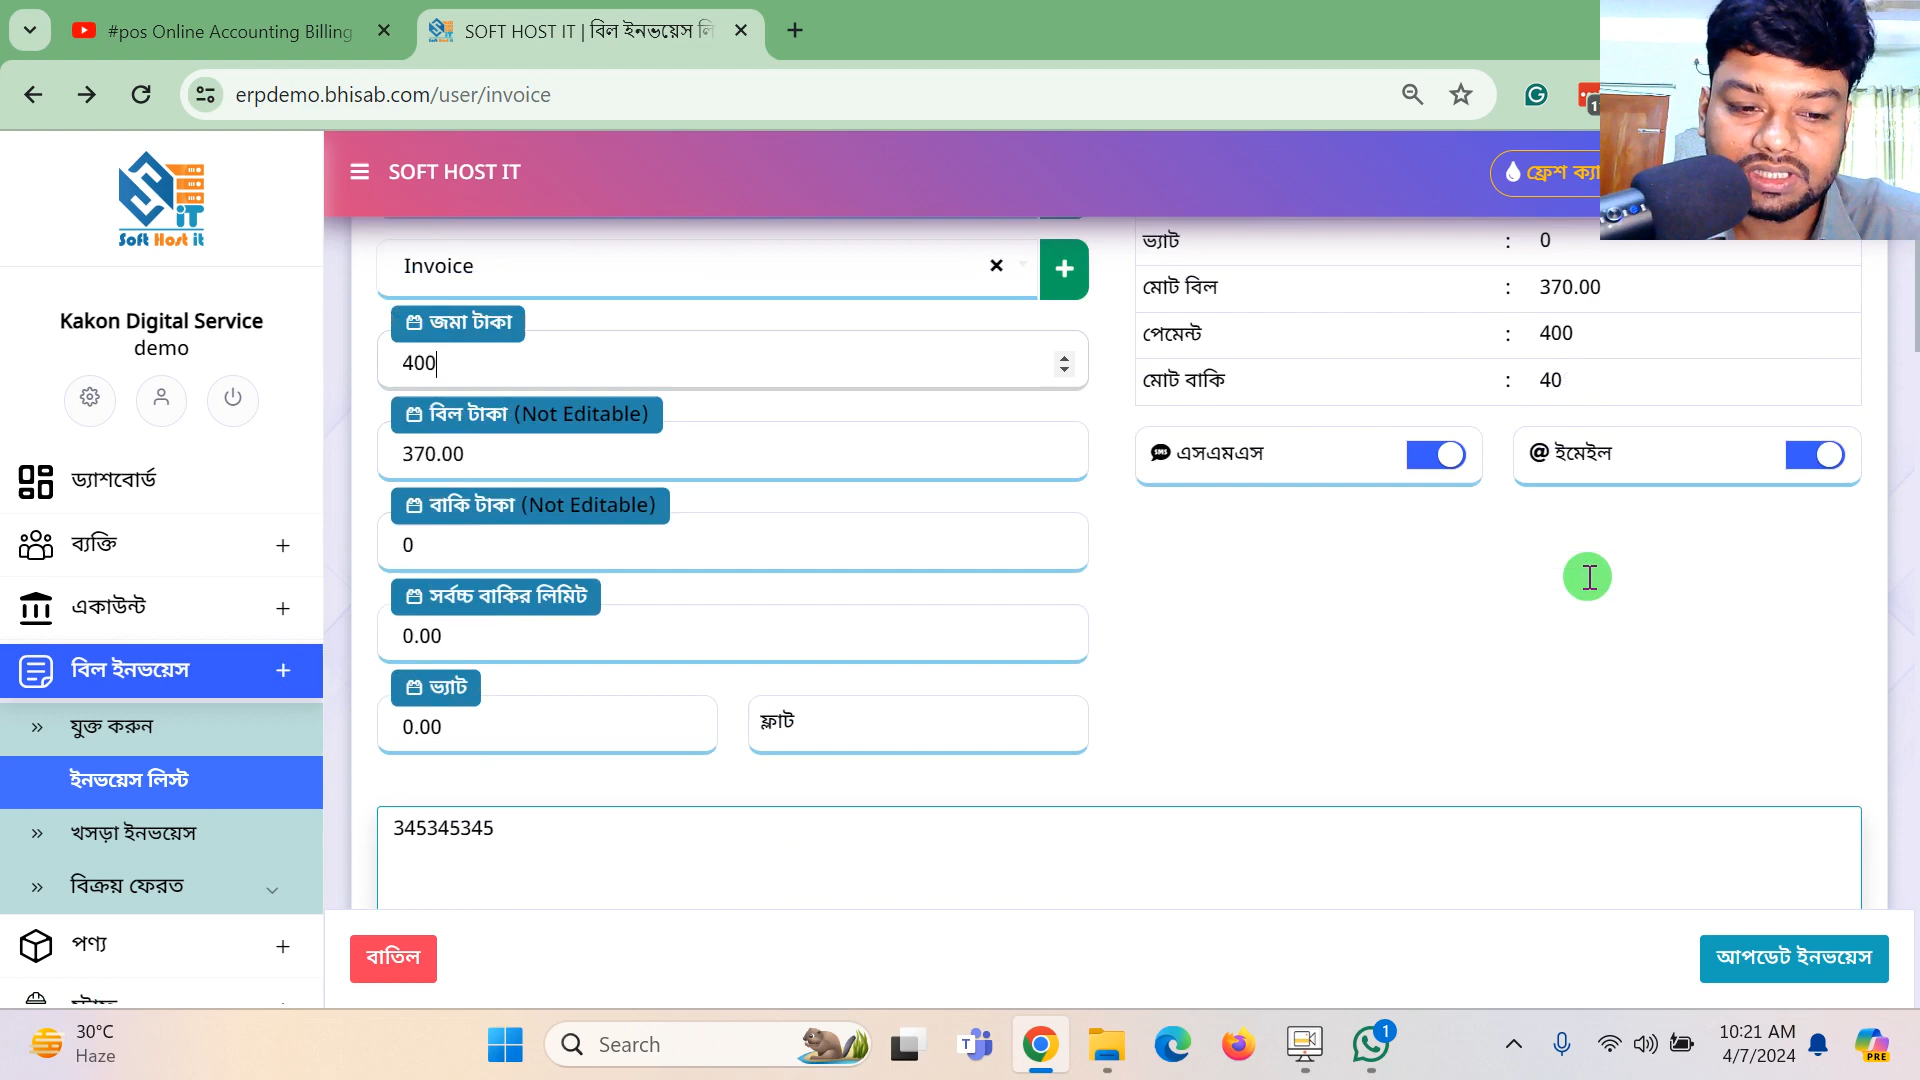 #pos Online Accounting Billing
SOFT HOST IT | বিল ইনভয়েস লি
erpdemo.bhisab.com/user/invoice
Soft Host it
SOFT HOST IT
ফ্রেশ ক্যা
Kakon Digital Service
demo
ড্যাশবোর্ড
ব্যক্তি
একাউন্ট
বিল ইনভয়েস
যুক্ত করুন
ইনভয়েস লিস্ট
খসড়া ইনভয়েস
বিক্রয় ফেরত
পণ্য
Invoice
জমা টাকা
400
বিল টাকা (Not Editable)
370.00
বাকি টাকা (Not Editable)
0
সর্বচ্চ বাকির লিমিট
0.00
ভ্যাট
0.00
ফ্লাট
ভ্যাট : 0
মোট বিল : 370.00
পেমেন্ট : 400
মোট বাকি : 40
এসএমএস
@ ইমেইল
345345345
বাতিল
আপডেট ইনভয়েস
30°C
Haze
Search
1
10:21 AM
4/7/2024
PRE